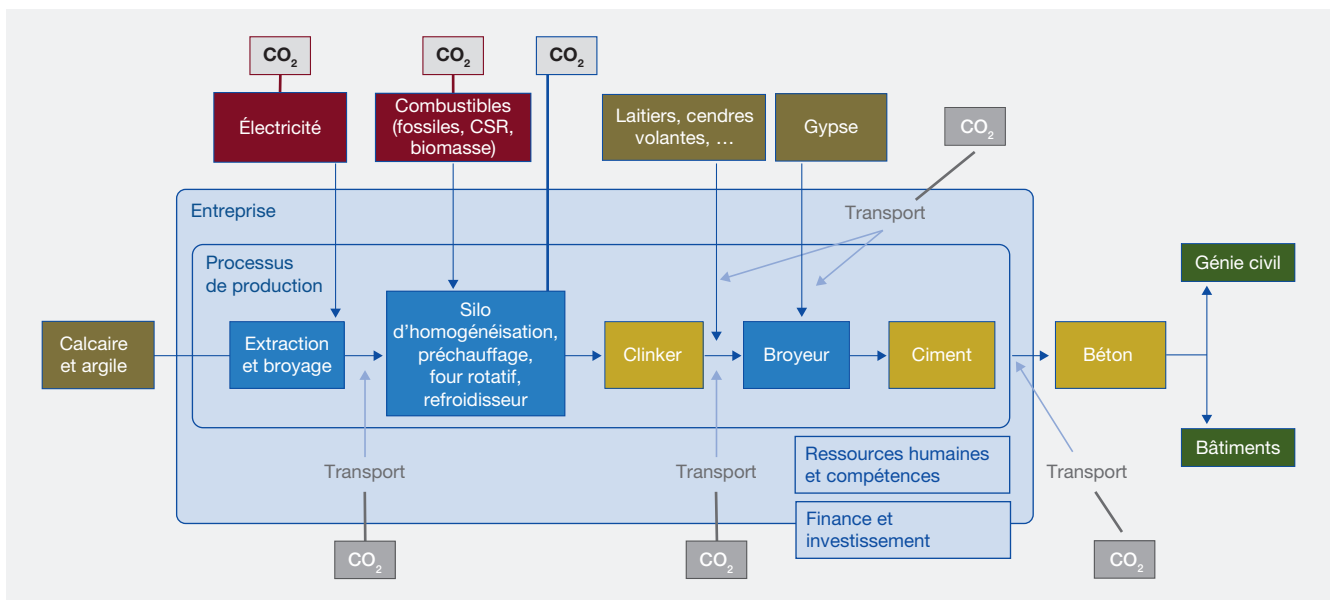 CO₂
CO₂
CO₂
Électricité
Combustibles
(fossiles, CSR,
biomasse)
Laitiers, cendres
volantes, …
Gypse
CO₂
Entreprise
Transport
Processus
de production
Génie civil
Calcaire
et argile
Extraction
et broyage
Silo
d’homogénéisation,
préchauffage,
four rotatif,
refroidisseur
Clinker
Broyeur
Ciment
Béton
Bâtiments
Transport
Transport
Ressources humaines
et compétences
Transport
Finance et
investissement
CO₂
CO₂
CO₂